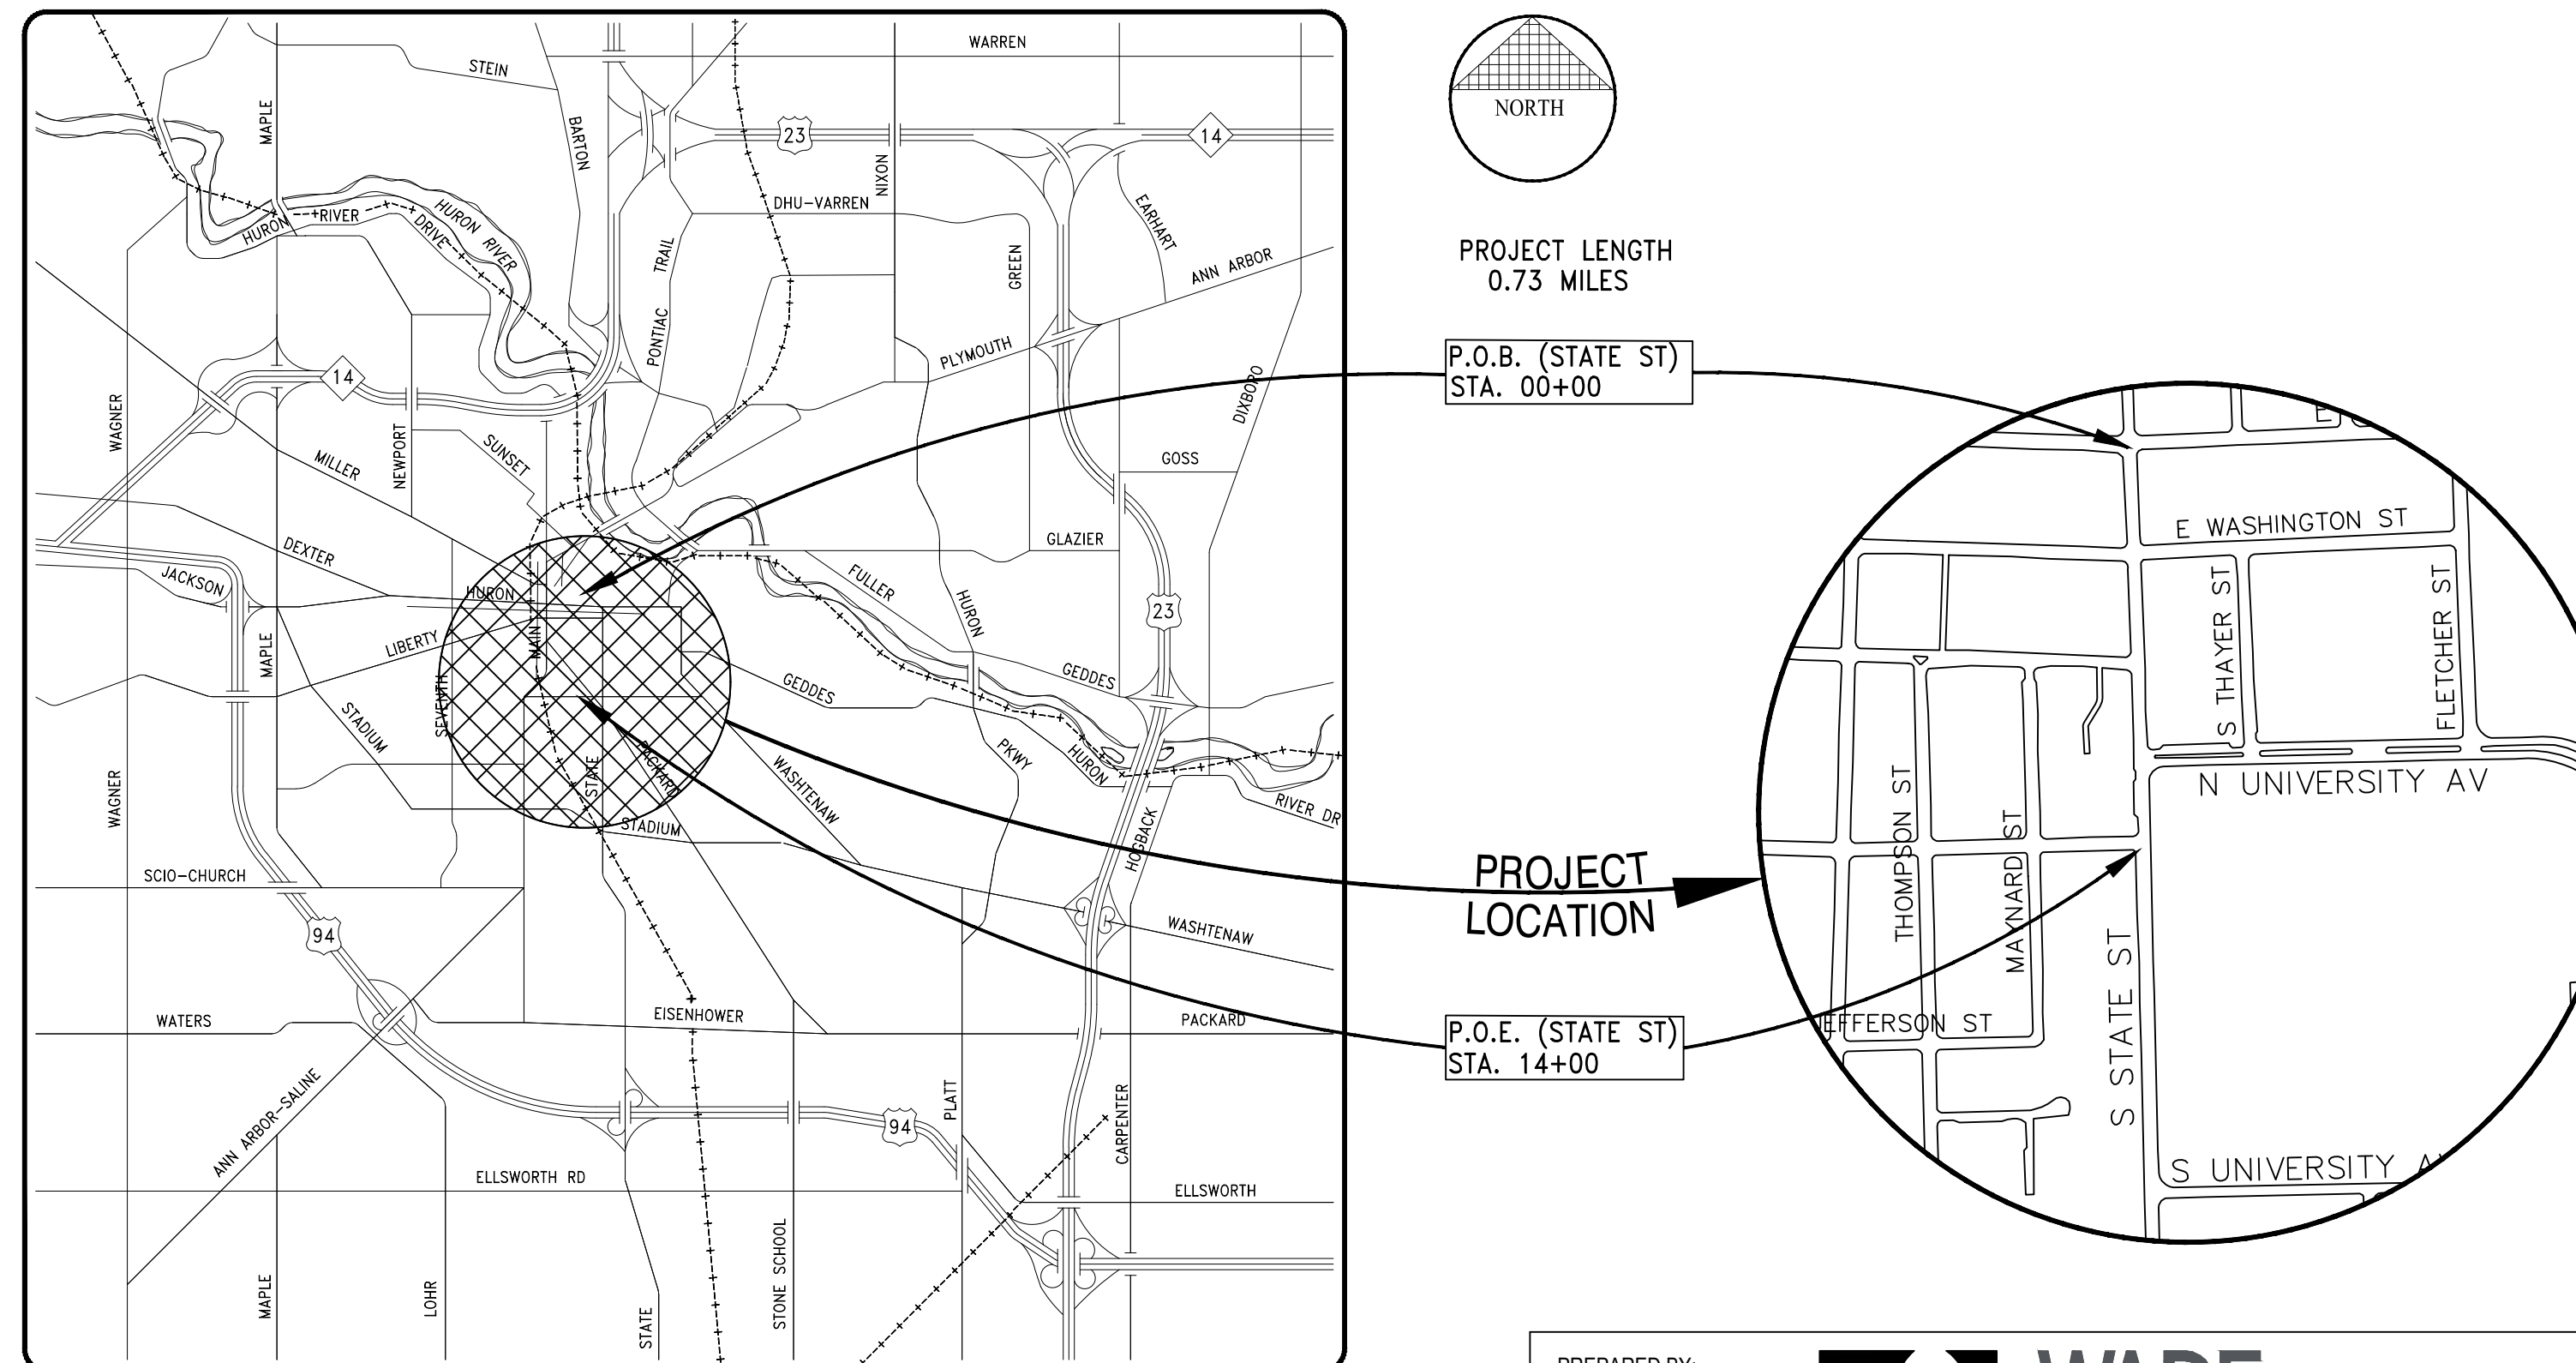 WARREN
STEIN
MAPLE
BARTON
23
14
NIXON
DHU-VARREN
EARHART
HURON
RIVER
DRIVE
HURON RIVER
TRAIL
PONTIAC
GREEN
ANN ARBOR
PLYMOUTH
14
WAGNER
NEWPORT
SUNSET
MILLER
DIXBORO
GOSS
DEXTER
JACKSON
HURON
GLAZIER
FULLER
HURON
23
LIBERTY
MAIN
MAPLE
SEVENTH
STADIUM
GEDDES
GEDDES
PKWY
HURON
RIVER DR
WAGNER
STATE
PACKARD
WASHTENAW
STADIUM
HOGBACK
SCIO-CHURCH
94
WASHTENAW
WATERS
EISENHOWER
PACKARD
ANN ARBOR-SALINE
PLATT
94
CARPENTER
ELLSWORTH RD
ELLSWORTH
MAPLE
LOHR
STATE
STONE SCHOOL
NORTH
PROJECT LENGTH
0.73 MILES
P.O.B. (STATE ST)
STA. 00+00
PROJECT
LOCATION
P.O.E. (STATE ST)
STA. 14+00
E WASHINGTON ST
S THAYER ST
FLETCHER ST
N UNIVERSITY AV
THOMPSON ST
MAYNARD ST
S STATE ST
EFFERSON ST
S UNIVERSITY
PREPARED BY:
WADE